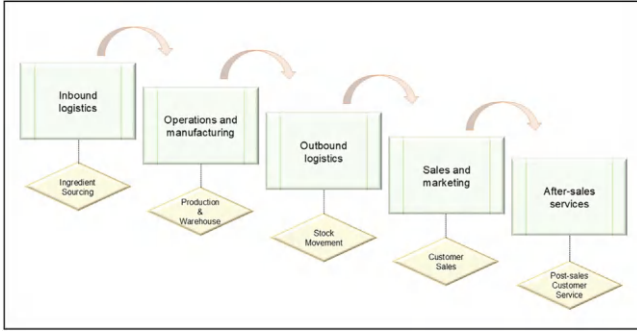 Inbound
logistics
Ingredient
Sourcing
Operations and
manufacturing
Production
&
Warehouse
Outbound
logistics
Stock
Movement
Sales and
marketing
Customer
Sales
After-sales
services
Post-sales
Customer
Service